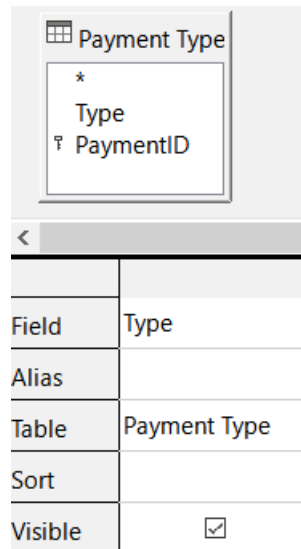 Payment Type
*
Type
PaymentID
Field Type
Alias
Table Payment Type
Sort
Visible